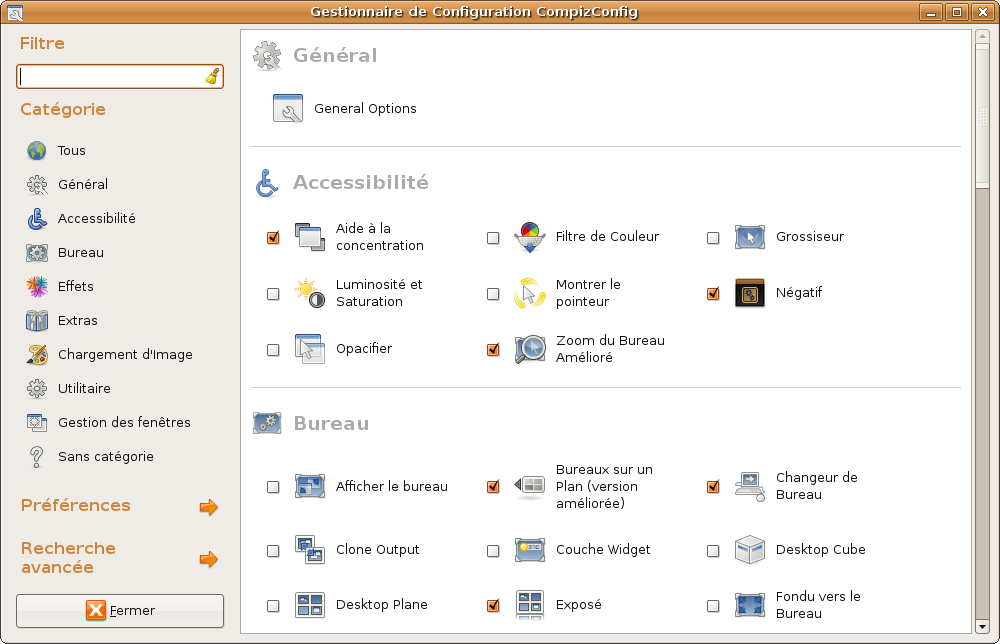 Gestionnaire de Configuration CompizConfig
Filtre
Catégorie
Tous
Général
Accessibilité
Bureau
Effets
Extras
Chargement d'Image
Utilitaire
Gestion des fenêtres
Sans catégorie
Préférences
Recherche
avancée
Fermer
Général
General Options
Accessibilité
Aide à la
concentration
Filtre de Couleur
Grossiseur
Luminosité et
Saturation
Montrer le
pointeur
Négatif
Opacifier
Zoom du Bureau
Amélioré
Bureau
Afficher le bureau
Bureaux sur un
Plan (version
améliorée)
Changeur de
Bureau
Clone Output
Couche Widget
Desktop Cube
Desktop Plane
Exposé
Fondu vers le
Bureau